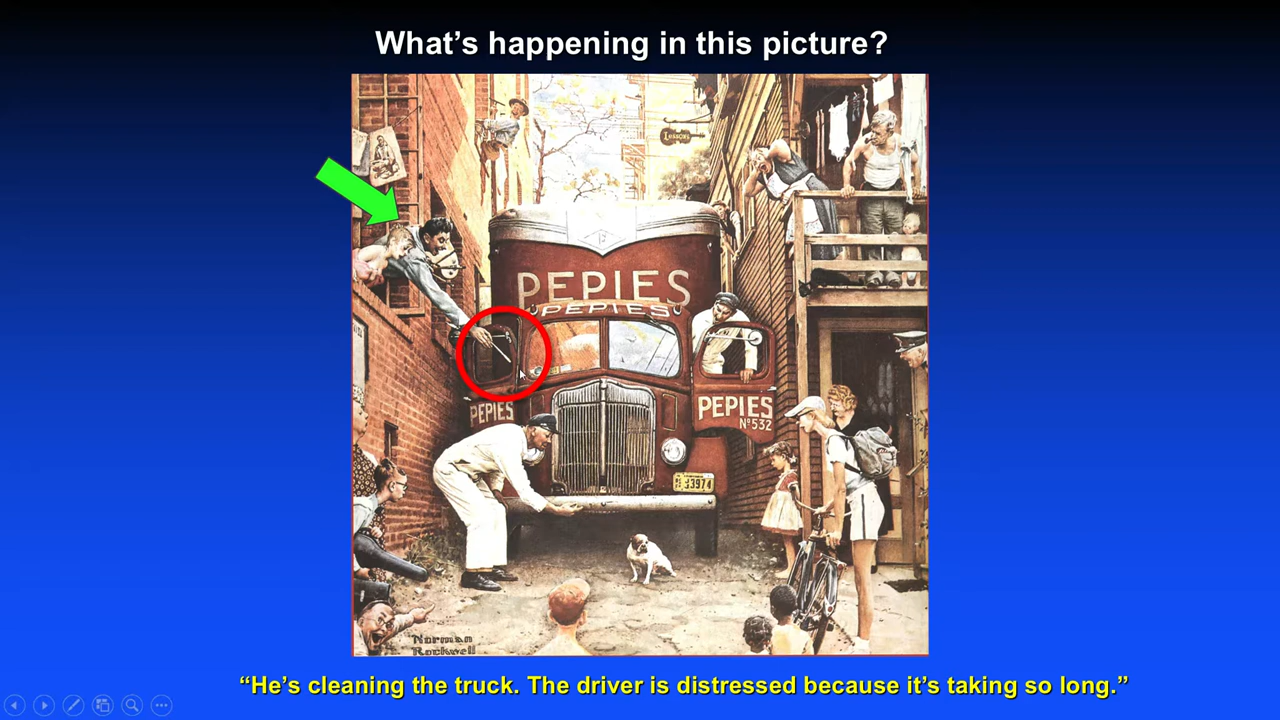 What's happening in this picture?
Lessons
PEPIES
PEPIES
PEPIES
PEPIES
Nº532
33974
Norman
Rockwell
“He's cleaning the truck. The driver is distressed because it's taking so long.”